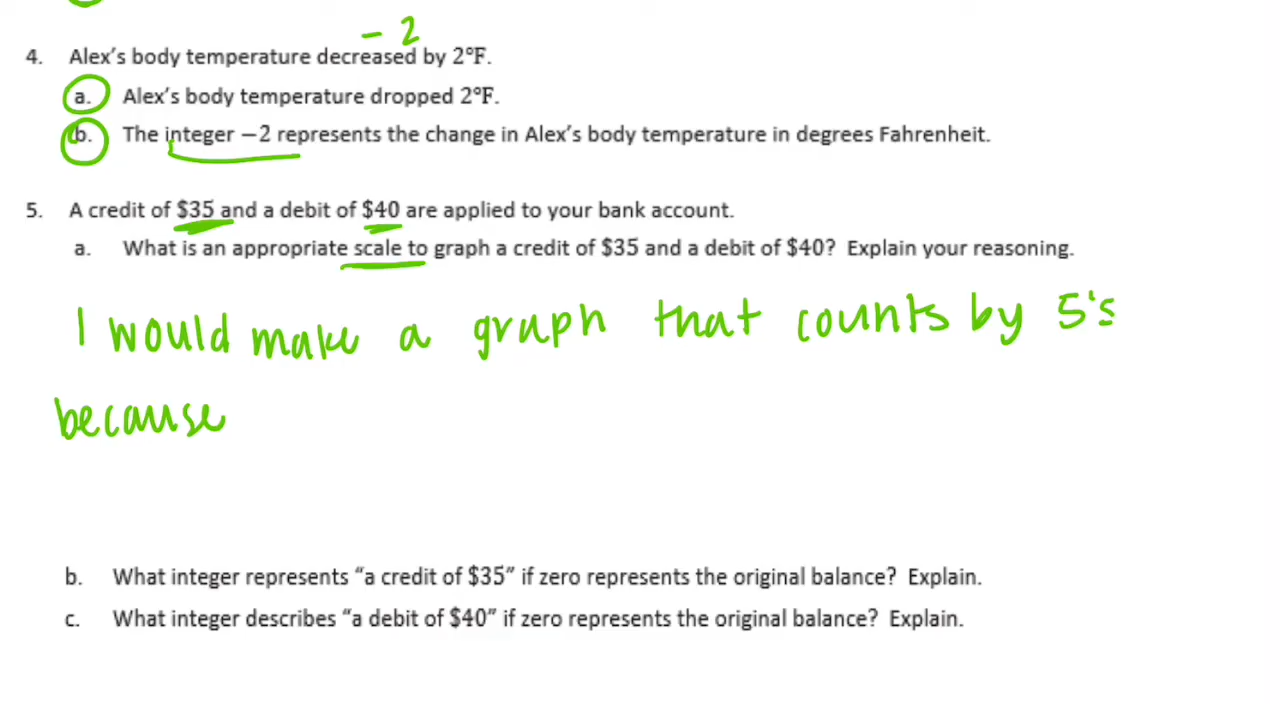 - 2
4. Alex's body temperature decreased by 2°F.
a. Alex's body temperature dropped 2°F.
b. The integer −2 represents the change in Alex's body temperature in degrees Fahrenheit.
5. A credit of $35 and a debit of $40 are applied to your bank account.
a. What is an appropriate scale to graph a credit of $35 and a debit of $40? Explain your reasoning.
I would make a graph that counts by 5's
because
b. What integer represents “a credit of $35” if zero represents the original balance? Explain.
c. What integer describes “a debit of $40” if zero represents the original balance? Explain.